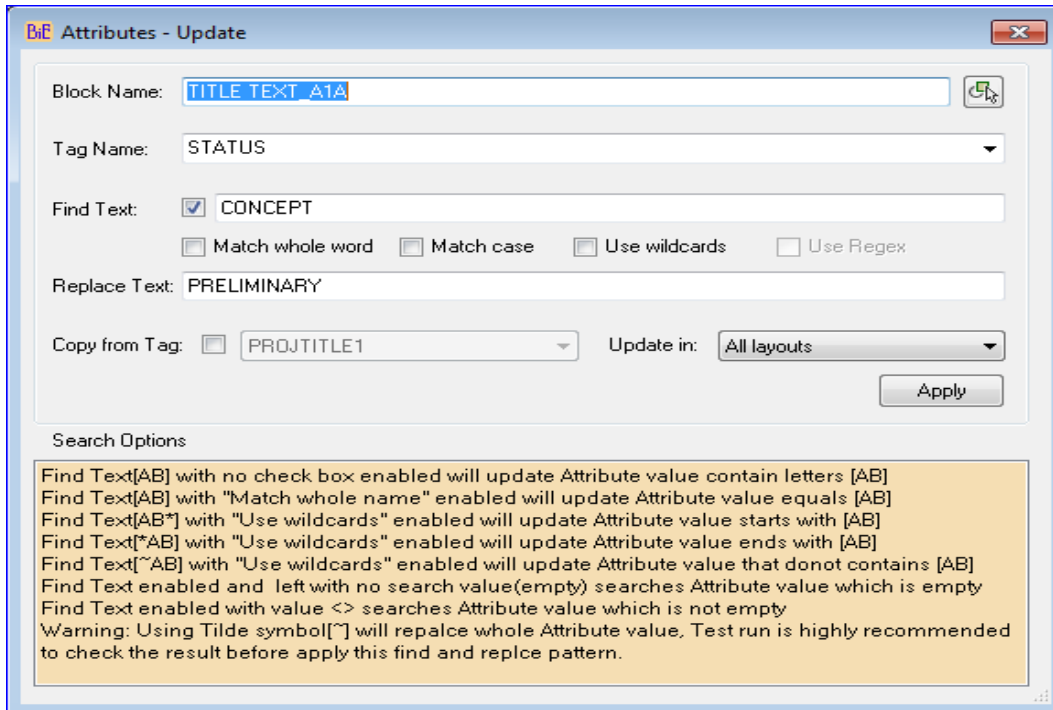 BiE Attributes - Update
Block Name: TITLE TEXT_A1A
Tag Name: STATUS
Find Text: CONCEPT
Match whole word Match case Use wildcards Use Regex
Replace Text: PRELIMINARY
Copy from Tag: PROJTITLE1 Update in: All layouts
Apply
Search Options
Find Text[AB] with no check box enabled will update Attribute value contain letters [AB]
Find Text[AB] with "Match whole name" enabled will update Attribute value equals [AB]
Find Text[AB*] with "Use wildcards" enabled will update Attribute value starts with [AB]
Find Text[*AB] with "Use wildcards" enabled will update Attribute value ends with [AB]
Find Text[~AB] with "Use wildcards" enabled will update Attribute value that donot contains [AB]
Find Text enabled and  left with no search value(empty) searches Attribute value which is empty
Find Text enabled with value <> searches Attribute value which is not empty
Warning: Using Tilde symbol[~] will repalce whole Attribute value, Test run is highly recommended
to check the result before apply this find and replce pattern.